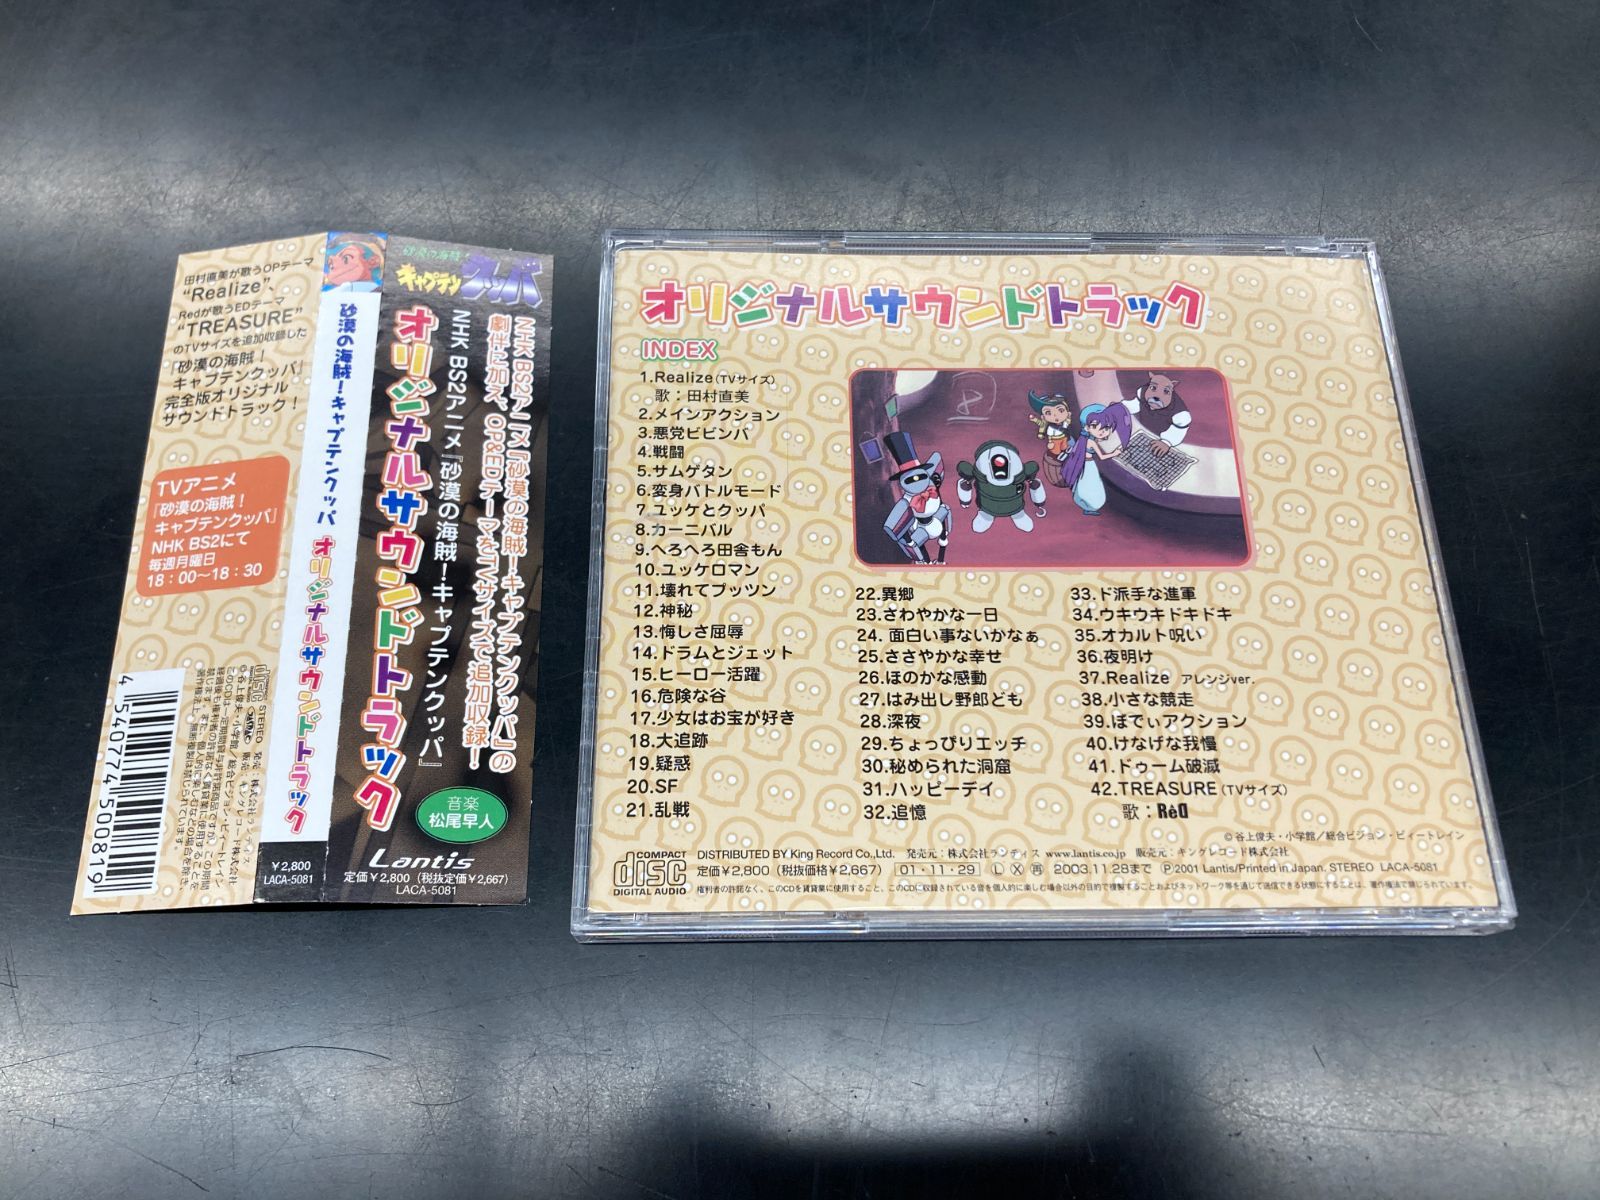 田村直美が歌うOPテーマ
“Realize”、
Redが歌うEDテーマ
“TREASURE”
のTVサイズを追加収録した
『砂漠の海賊！
キャプテンクッパ』
完全版オリジナル
サウンドトラック！
TVアニメ
『砂漠の海賊！
キャプテンクッパ』
NHK BS2にて
毎週月曜日
18：00〜18：30
4540774500819
砂漠の海賊！キャプテンクッパ オリジナルサウンドトラック
¥2,800
LACA-5081
砂漠の海賊！
キャプテンクッパ
NHK BS2アニメ『砂漠の海賊！キャプテンクッパ』の
劇伴に加え、OP&EDテーマをTVサイズで追加収録！
NHK BS2アニメ『砂漠の海賊！キャプテンクッパ』
オリジナルサウンドトラック
音楽
松尾早人
Lantis
定価¥2,800（税抜定価¥2,667）
LACA-5081
オリジナルサウンドトラック
INDEX
1.Realize（TVサイズ）
歌：田村直美
2.メインアクション
3.悪党ビビンバ
4.戦闘
5.サムゲタン
6.変身バトルモード
7.ユッケとクッパ
8.カーニバル
9.へろへろ田舎もん
10.ユッケロマン
11.壊れてプッツン
12.神秘
13.悔しさ屈辱
14.ドラムとジェット
15.ヒーロー活躍
16.危険な谷
17.少女はお宝が好き
18.大追跡
19.疑惑
20.SF
21.乱戦
22.異郷
23.さわやかな一日
24.面白い事ないかなぁ
25.ささやかな幸せ
26.ほのかな感動
27.はみ出し野郎ども
28.深夜
29.ちょっぴりエッチ
30.秘められた洞窟
31.ハッピーデイ
32.追憶
33.ド派手な進軍
34.ウキウキドキドキ
35.オカルト呪い
36.夜明け
37.Realize アレンジver.
38.小さな競走
39.ぼでぃアクション
40.けなげな我慢
41.ドゥーム破滅
42.TREASURE（TVサイズ）
歌：RёD
©谷上俊夫・小学館／総合ビジョン・ビィートレイン
COMPACT
disc
DIGITAL AUDIO
DISTRIBUTED BY King Record Co.,Ltd. 発売元：株式会社ランティス www.lantis.co.jp 販売元：キングレコード株式会社
定価¥2,800（税抜価格¥2,667） 01・11・29 Ⓛ Ⓧ 再 2003.11.28まで Ⓟ2001 Lantis/Printed in Japan. STEREO LACA-5081